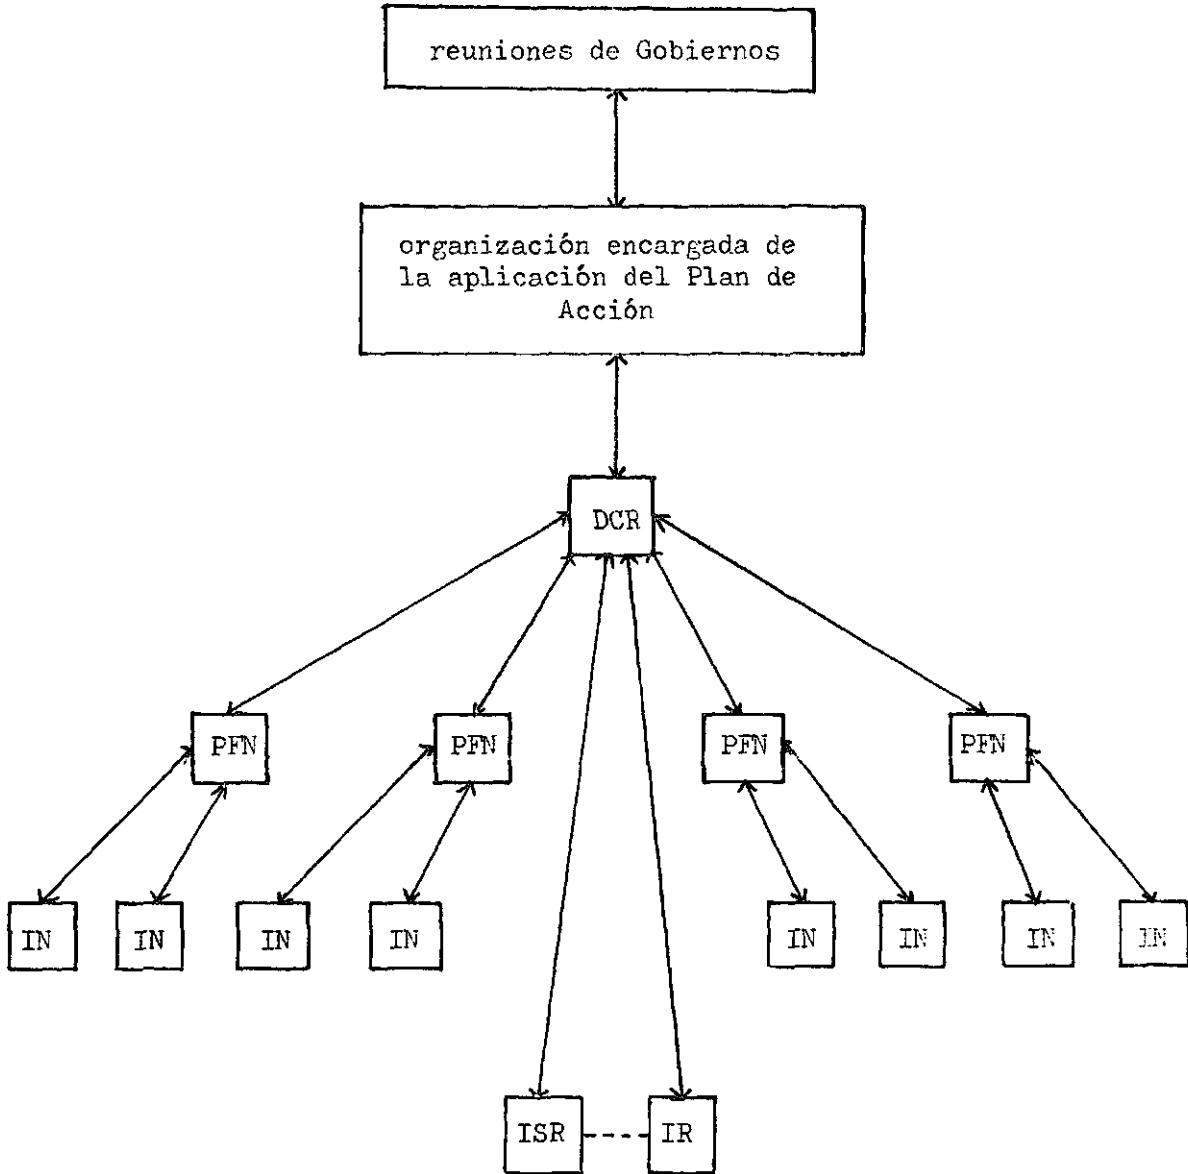 reuniones de Gobiernos
organización encargada de
la aplicación del Plan de
Acción
DCR
PFN
PFN
PFN
PFN
IN
IN
IN
IN
IN
IN
IN
IN
ISR
IR